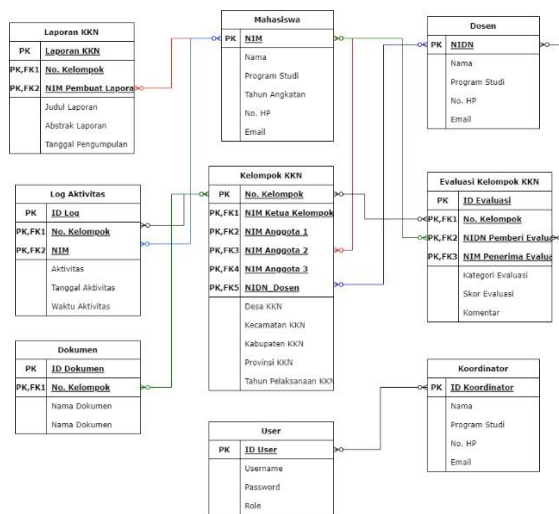 Laporan KKN
PK Laporan KKN
PK,FK1 No. Kelompok
PK,FK2 NIM Pembuat Lapora
Judul Laporan
Abstrak Laporan
Tanggal Pengumpulan
Mahasiswa
PK NIM
Nama
Program Studi
Tahun Angkatan
No. HP
Email
Dosen
PK NIDN
Nama
Program Studi
No. HP
Email
Log Aktivitas
PK ID Log
PK,FK1 No. Kelompok
PK,FK2 NIM
Aktivitas
Tanggal Aktivitas
Waktu Aktivitas
Kelompok KKN
PK No. Kelompok
PK,FK1 NIM Ketua Kelompok
PK,FK2 NIM Anggota 1
PK,FK3 NIM Anggota 2
PK,FK4 NIM Anggota 3
PK,FK5 NIDN_Dosen
Desa KKN
Kecamatan KKN
Kabupaten KKN
Provinsi KKN
Tahun Pelaksanaan KKN
Evaluasi Kelompok KKN
PK ID Evaluasi
PK,FK1 No. Kelompok
PK,FK2 NIDN Pemberi Evalua
PK,FK3 NIM Penerima Evalua
Kategori Evaluasi
Skor Evaluasi
Komentar
Dokumen
PK ID Dokumen
PK,FK1 No. Kelompok
Nama Dokumen
Nama Dokumen
User
PK ID User
Username
Password
Role
Koordinator
PK ID Koordinator
Nama
Program Studi
No. HP
Email